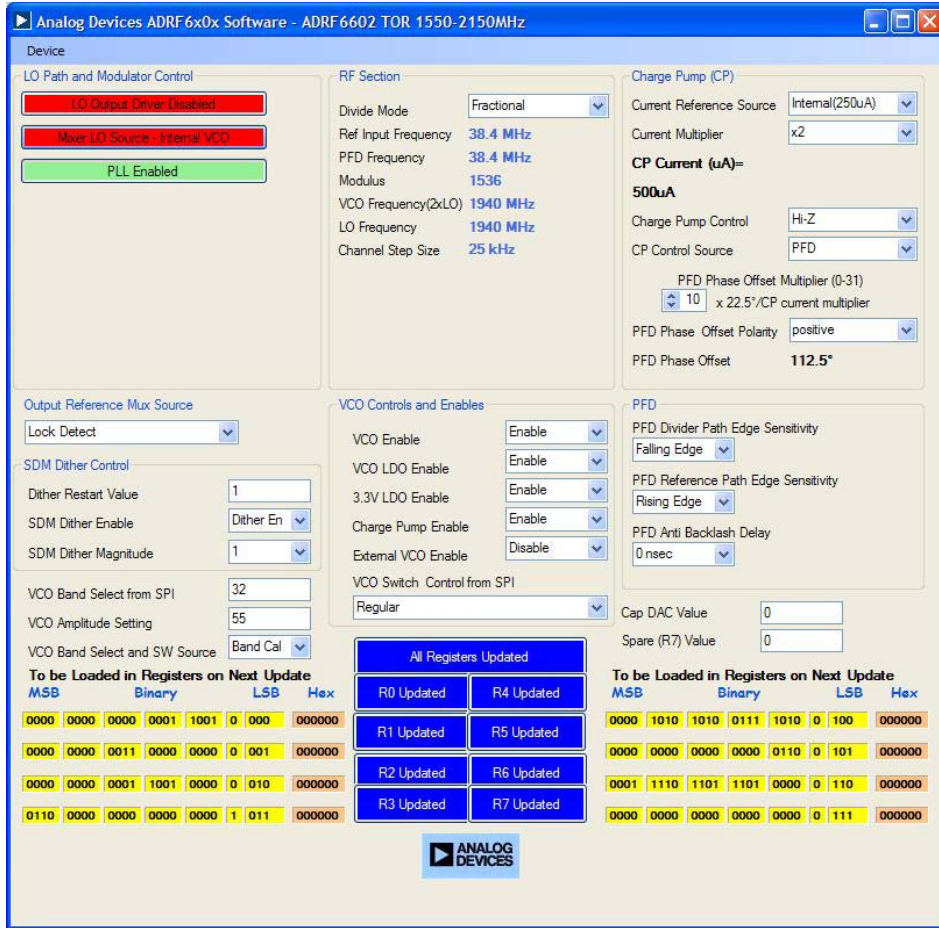 Analog Devices ADRF6x0x Software - ADRF6602 TOR 1550-2150MHz
Device
LO Path and Modulator Control
LO Output Driver Disabled
Mixer LO Source - Internal VCO
PLL Enabled
RF Section
Divide Mode Fractional
Ref Input Frequency 38.4 MHz
PFD Frequency 38.4 MHz
Modulus 1536
VCO Frequency(2xLO) 1940 MHz
LO Frequency 1940 MHz
Channel Step Size 25 kHz
Charge Pump (CP)
Current Reference Source Internal(250uA)
Current Multiplier x2
CP Current (uA)=
500uA
Charge Pump Control Hi-Z
CP Control Source PFD
PFD Phase Offset Multiplier (0-31)
10 x 22.5°/CP current multiplier
PFD Phase Offset Polarity positive
PFD Phase Offset 112.5°
Output Reference Mux Source
Lock Detect
SDM Dither Control
Dither Restart Value 1
SDM Dither Enable Dither En
SDM Dither Magnitude 1
VCO Band Select from SPI 32
VCO Amplitude Setting 55
VCO Band Select and SW Source Band Cal
VCO Controls and Enables
VCO Enable Enable
VCO LDO Enable Enable
3.3V LDO Enable Enable
Charge Pump Enable Enable
External VCO Enable Disable
VCO Switch Control from SPI
Regular
PFD
PFD Divider Path Edge Sensitivity
Falling Edge
PFD Reference Path Edge Sensitivity
Rising Edge
PFD Anti Backlash Delay
0 nsec
Cap DAC Value 0
Spare (R7) Value 0
To be Loaded in Registers on Next Update
MSB Binary LSB Hex
0000 0000 0000 0001 1001 0 000 000000
0000 0000 0011 0000 0000 0 001 000000
0000 0000 0001 1001 0000 0 010 000000
0110 0000 0000 0000 0000 1 011 000000
All Registers Updated
R0 Updated R4 Updated
R1 Updated R5 Updated
R2 Updated R6 Updated
R3 Updated R7 Updated
To be Loaded in Registers on Next Update
MSB Binary LSB Hex
0000 1010 1010 0111 1010 0 100 000000
0000 0000 0000 0000 0110 0 101 000000
0001 1110 1101 1101 0000 0 110 000000
0000 0000 0000 0000 0000 0 111 000000
ANALOG
DEVICES